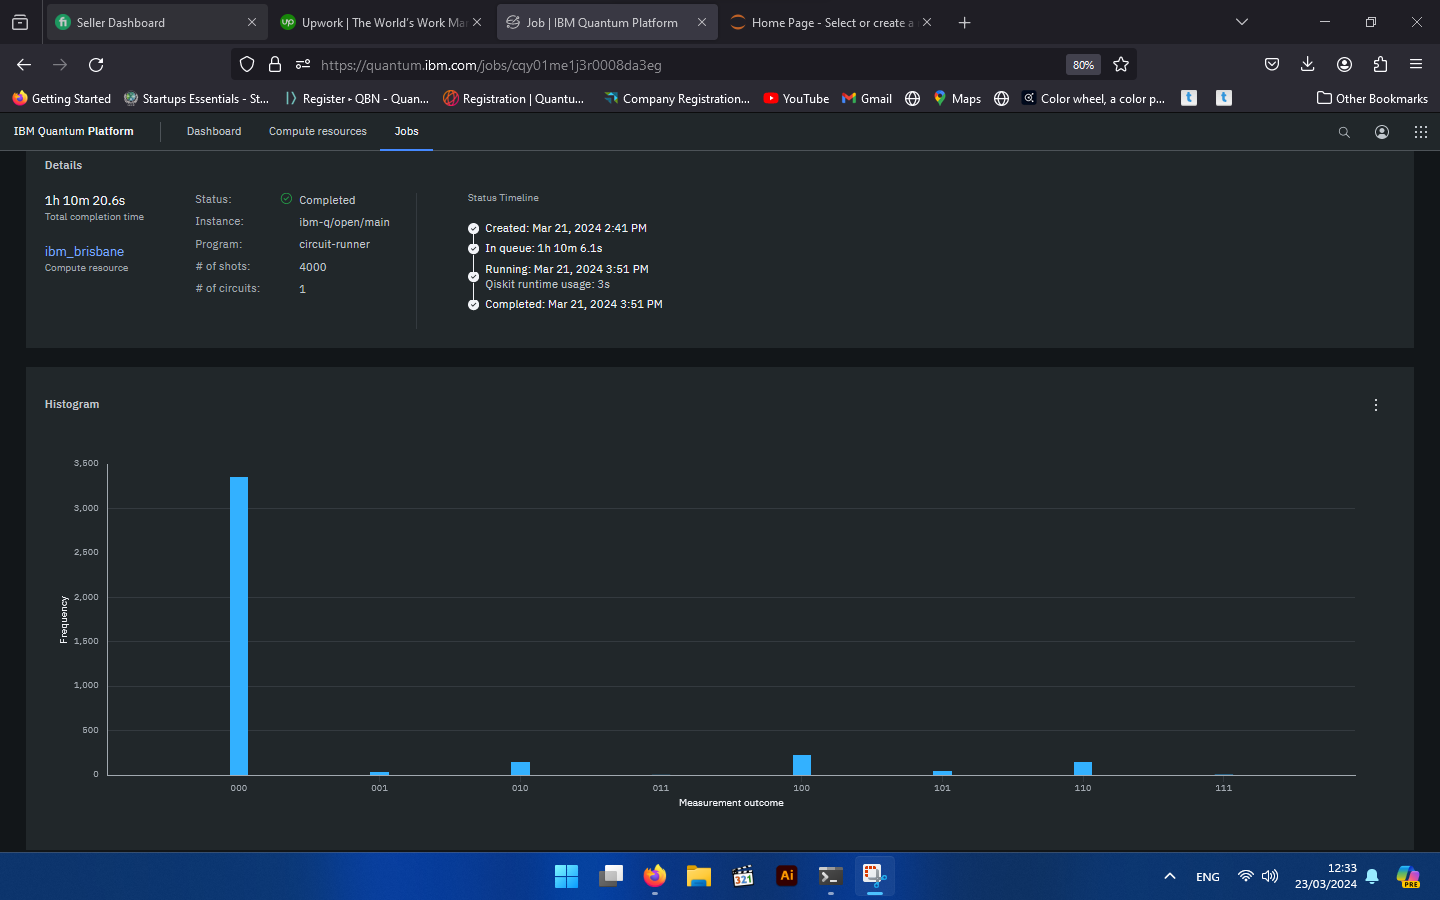 Seller Dashboard
Upwork | The World's Work Ma
Job | IBM Quantum Platform
Home Page - Select or create a
https://quantum.ibm.com/jobs/cqy01me1j3r0008da3eg
80%
Getting Started
Startups Essentials - St...
Register ▸ QBN - Quan...
Registration | Quantu...
Company Registration...
YouTube
Gmail
Maps
Color wheel, a color p...
Other Bookmarks
IBM Quantum Platform
Dashboard
Compute resources
Jobs
Details
1h 10m 20.6s
Total completion time
ibm_brisbane
Compute resource
Status: Completed
Instance: ibm-q/open/main
Program: circuit-runner
# of shots: 4000
# of circuits: 1
Status Timeline
Created: Mar 21, 2024 2:41 PM
In queue: 1h 10m 6.1s
Running: Mar 21, 2024 3:51 PM
Qiskit runtime usage: 3s
Completed: Mar 21, 2024 3:51 PM
Histogram
3,500
3,000
2,500
2,000
1,500
1,000
500
0
Frequency
000 001 010 011 100 101 110 111
Measurement outcome
321
Ai
ENG
12:33
23/03/2024
PRE